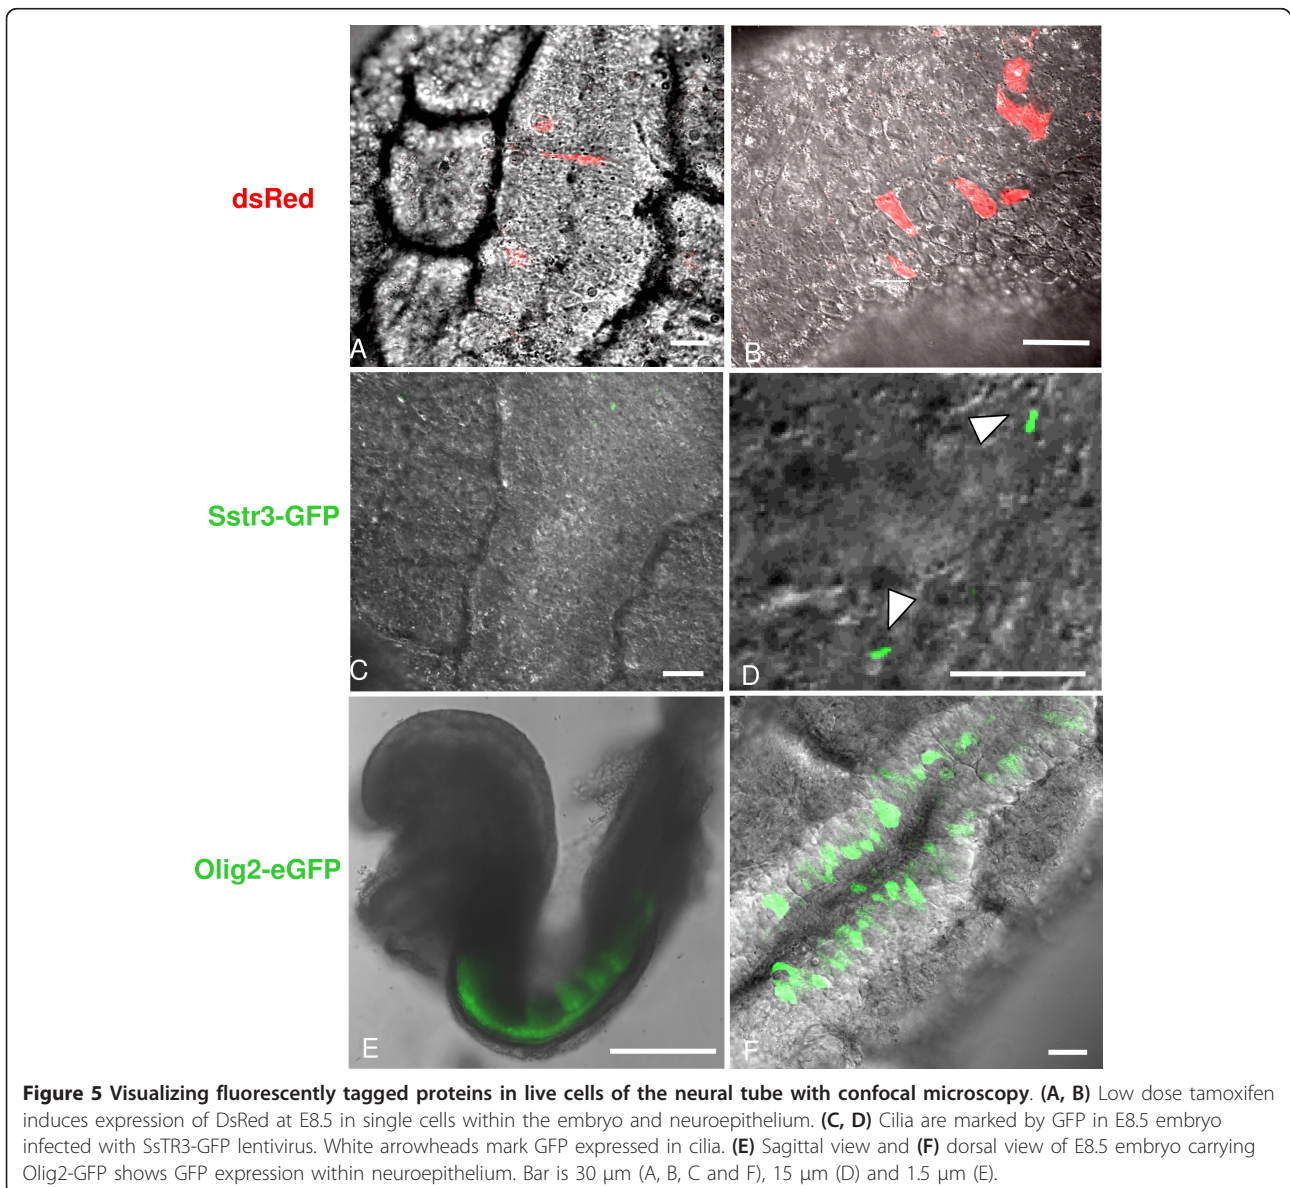 dsRed
A
B
Sstr3-GFP
C
D
Olig2-eGFP
E
F
Figure 5 Visualizing fluorescently tagged proteins in live cells of the neural tube with confocal microscopy. (A, B) Low dose tamoxifen
induces expression of DsRed at E8.5 in single cells within the embryo and neuroepithelium. (C, D) Cilia are marked by GFP in E8.5 embryo
infected with SsTR3-GFP lentivirus. White arrowheads mark GFP expressed in cilia. (E) Sagittal view and (F) dorsal view of E8.5 embryo carrying
Olig2-GFP shows GFP expression within neuroepithelium. Bar is 30 μm (A, B, C and F), 15 μm (D) and 1.5 μm (E).